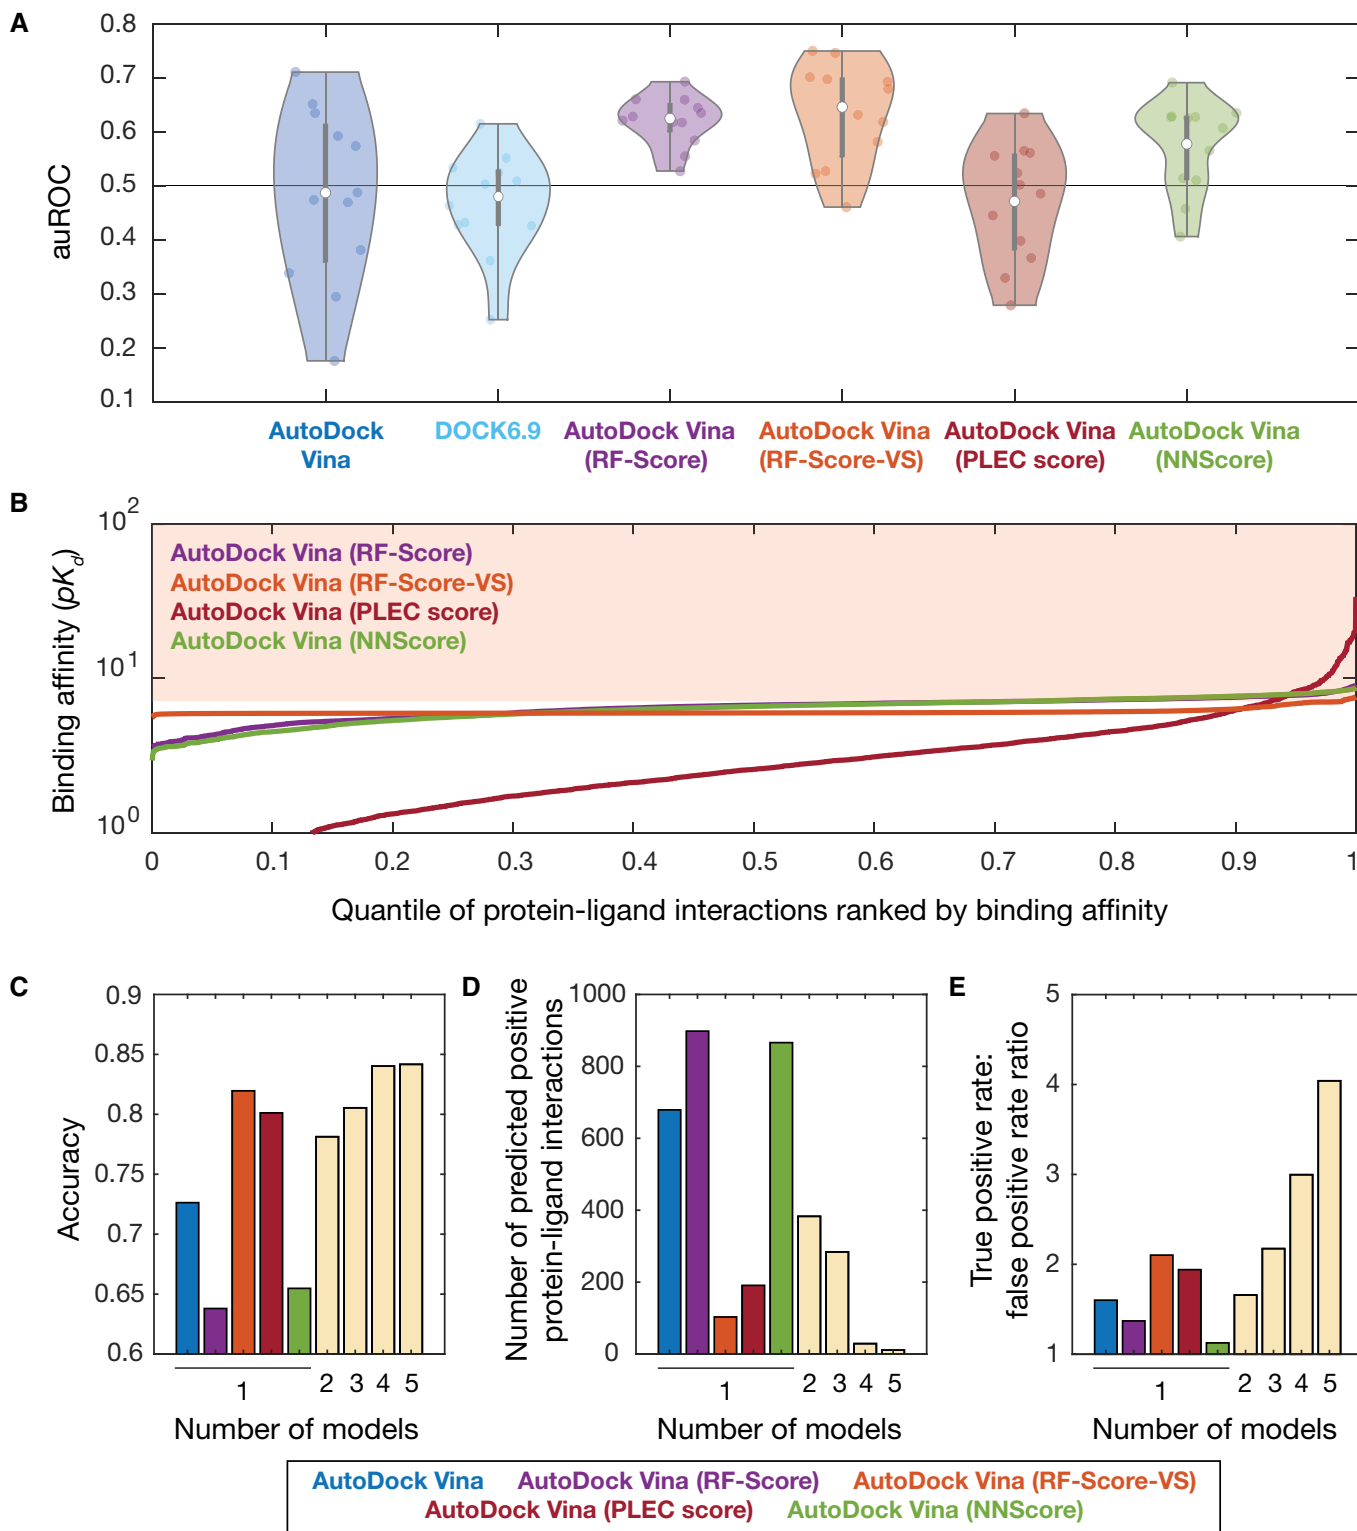 A
0.8
0.7
0.6
0.5
0.4
0.3
0.2
0.1
auROC
AutoDock
Vina
DOCK6.9
AutoDock Vina
(RF-Score)
AutoDock Vina
(RF-Score-VS)
AutoDock Vina
(PLEC score)
AutoDock Vina
(NNScore)
B
10^2
10^1
10^0
Binding affinity (pK_d)
AutoDock Vina (RF-Score)
AutoDock Vina (RF-Score-VS)
AutoDock Vina (PLEC score)
AutoDock Vina (NNScore)
0 0.1 0.2 0.3 0.4 0.5 0.6 0.7 0.8 0.9 1
Quantile of protein-ligand interactions ranked by binding affinity
C
0.9
0.85
0.8
0.75
0.7
0.65
0.6
Accuracy
1 2 3 4 5
Number of models
D
1000
800
600
400
200
0
Number of predicted positive
protein-ligand interactions
1 2 3 4 5
Number of models
E
5
4
3
2
1
True positive rate:
false positive rate ratio
1 2 3 4 5
Number of models
AutoDock Vina AutoDock Vina (RF-Score) AutoDock Vina (RF-Score-VS)
AutoDock Vina (PLEC score) AutoDock Vina (NNScore)